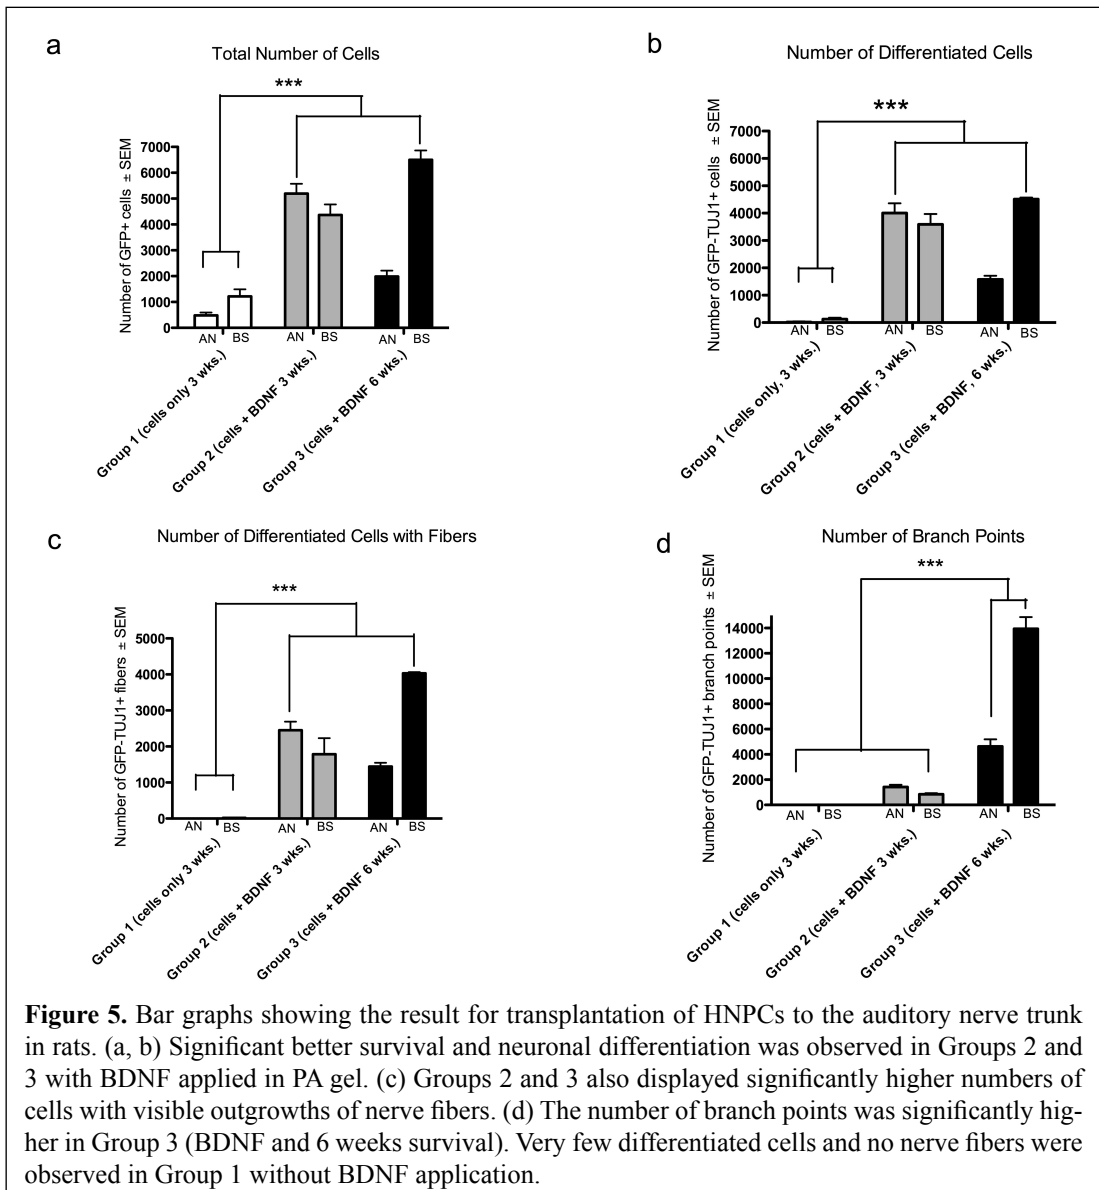 a
Total Number of Cells
***
Number of GFP+ cells ± SEM
7000
6000
5000
4000
3000
2000
1000
0
AN BS AN BS AN BS
Group 1 (cells only 3 wks.)
Group 2 (cells + BDNF 3 wks.)
Group 3 (cells + BDNF 6 wks.)
b
Number of Differentiated Cells
***
Number of GFP-TUJ1+ cells ± SEM
7000
6000
5000
4000
3000
2000
1000
0
AN BS AN BS AN BS
Group 1 (cells only, 3 wks.)
Group 2 (cells + BDNF, 3 wks.)
Group 3 (cells + BDNF, 6 wks.)
c
Number of Differentiated Cells with Fibers
***
Number of GFP-TUJ1+ fibers ± SEM
5000
4000
3000
2000
1000
0
AN BS AN BS AN BS
Group 1 (cells only 3 wks.)
Group 2 (cells + BDNF 3 wks.)
Group 3 (cells + BDNF 6 wks.)
d
Number of Branch Points
***
Number of GFP-TUJ1+ branch points ± SEM
14000
12000
10000
8000
6000
4000
2000
0
AN BS AN BS AN BS
Group 1 (cells only 3 wks.)
Group 2 (cells + BDNF 3 wks.)
Group 3 (cells + BDNF 6 wks.)
Figure 5. Bar graphs showing the result for transplantation of HNPCs to the auditory nerve trunk
in rats. (a, b) Significant better survival and neuronal differentiation was observed in Groups 2 and
3 with BDNF applied in PA gel. (c) Groups 2 and 3 also displayed significantly higher numbers of
cells with visible outgrowths of nerve fibers. (d) The number of branch points was significantly hig-
her in Group 3 (BDNF and 6 weeks survival). Very few differentiated cells and no nerve fibers were
observed in Group 1 without BDNF application.